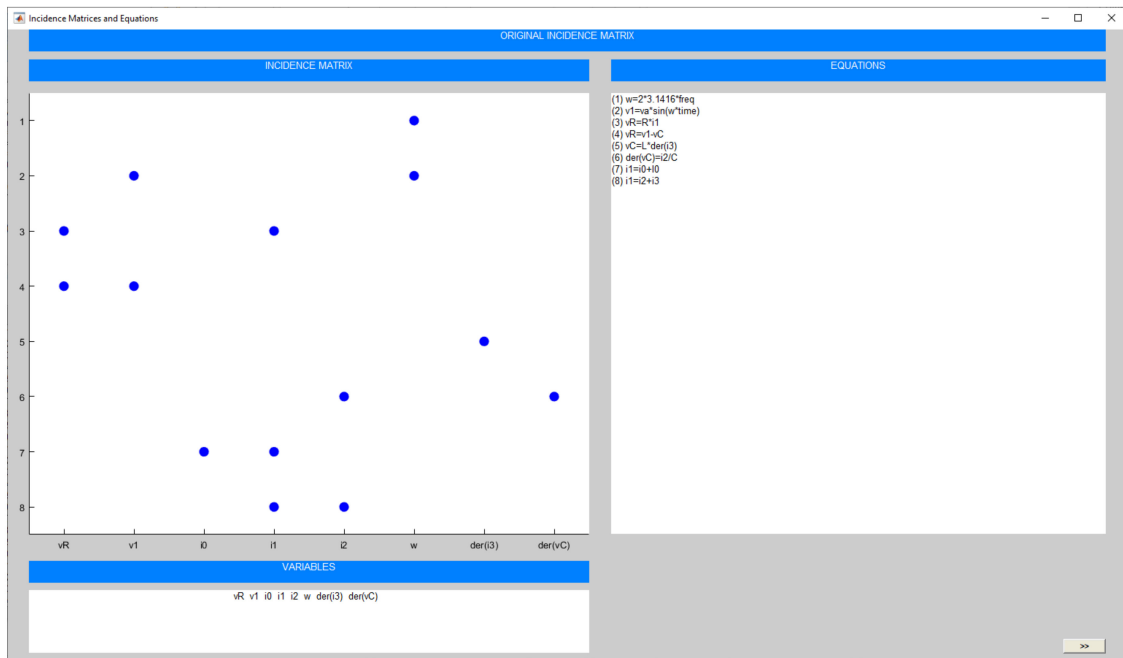 Incidence Matrices and Equations
ORIGINAL INCIDENCE MATRIX
INCIDENCE MATRIX
EQUATIONS
1
2
3
4
5
6
7
8
vR v1 i0 i1 i2 w der(i3) der(vC)
(1) w=2*3.1416*freq
(2) v1=va*sin(w*time)
(3) vR=R*i1
(4) vR=v1-vC
(5) vC=L*der(i3)
(6) der(vC)=i2/C
(7) i1=i0+I0
(8) i1=i2+i3
VARIABLES
vR v1 i0 i1 i2 w der(i3) der(vC)
>>